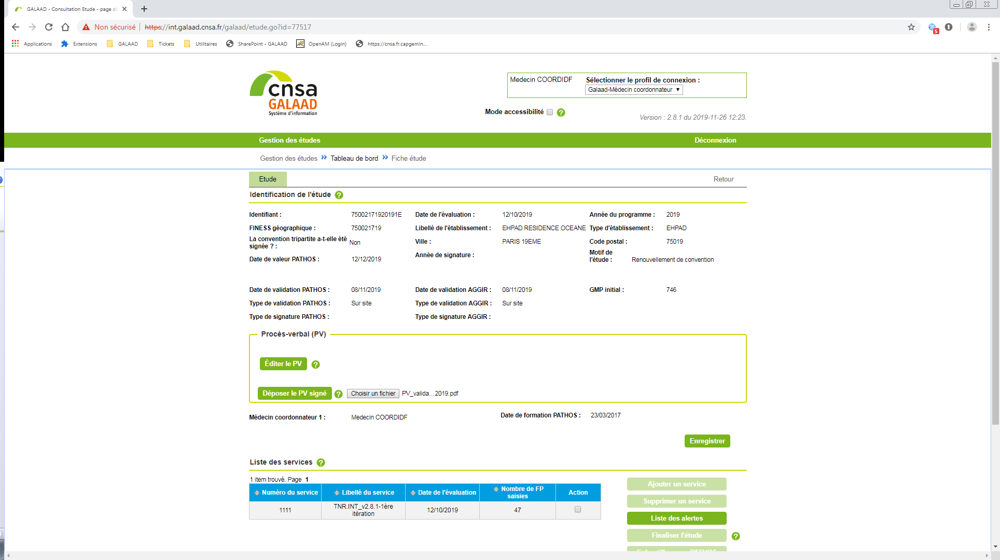 GALAAD - Consultation Etude - page de
Non sécurisé
https://int.galaad.cnsa.fr/galaad/etude.go?id=77517
5
Applications
Extensions
GALAAD
Tickets
Utilitaires
SharePoint - GALAAD
OpenAM (Login)
https://cnsa.fr.capgemin...
cnsa
GALAAD
Système d'information
Medecin COORDIDF
Sélectionner le profil de connexion :
Galaad-Médecin coordonnateur
Mode accessibilité
Version : 2.8.1 du 2019-11-26 12:23.
Gestion des études
Déconnexion
Gestion des études
Tableau de bord
Fiche étude
Etude
Retour
Identification de l'étude
Identifiant : 75002171920191E Date de l'évaluation : 12/10/2019 Année du programme : 2019
FINESS géographique : 750021719 Libellé de l'établissement : EHPAD RESIDENCE OCEANE Type d'établissement : EHPAD
La convention tripartite a-t-elle été
signée ? : Non Ville : PARIS 19EME Code postal : 75019
Date de valeur PATHOS : 12/12/2019 Année de signature :
Motif de
l'étude : Renouvellement de convention
Date de validation PATHOS : 08/11/2019 Date de validation AGGIR : 08/11/2019 GMP initial : 746
Type de validation PATHOS : Sur site Type de validation AGGIR : Sur site
Type de signature PATHOS : Type de signature AGGIR :
Procès-verbal (PV)
Éditer le PV
Déposer le PV signé
Choisir un fichier
PV_valida...2019.pdf
Médecin coordonnateur 1 : Medecin COORDIDF Date de formation PATHOS : 23/03/2017
Enregistrer
Liste des services
1 item trouvé. Page 1
Numéro du service Libellé du service Date de l'évaluation Nombre de FP
saisies Action
1111 TNR.INT_v2.8.1-1ère
itération 12/10/2019 47
Ajouter un service
Supprimer un service
Liste des alertes
Finaliser l'étude